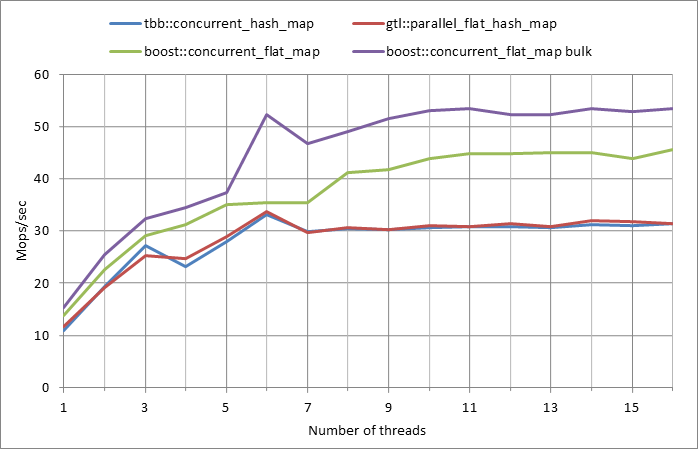 tbb::concurrent_hash_map gtl::parallel_flat_hash_map
boost::concurrent_flat_map boost::concurrent_flat_map bulk
60
50
40
30
20
10
0
Mops/sec
1 3 5 7 9 11 13 15
Number of threads